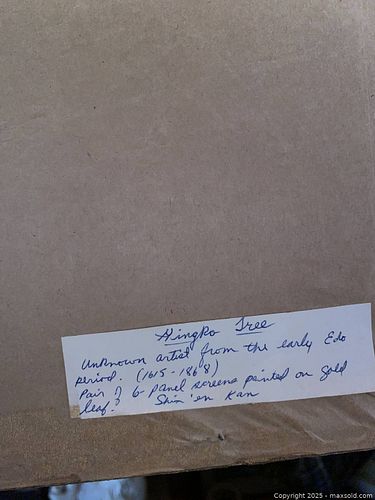 Gingko Tree
Unknown artist from the early Edo
period. (1615-1868)
Pair of 6-panel screens painted on gold
leaf.
Shin 'en Kan
Copyright 2025 - maxsold.com